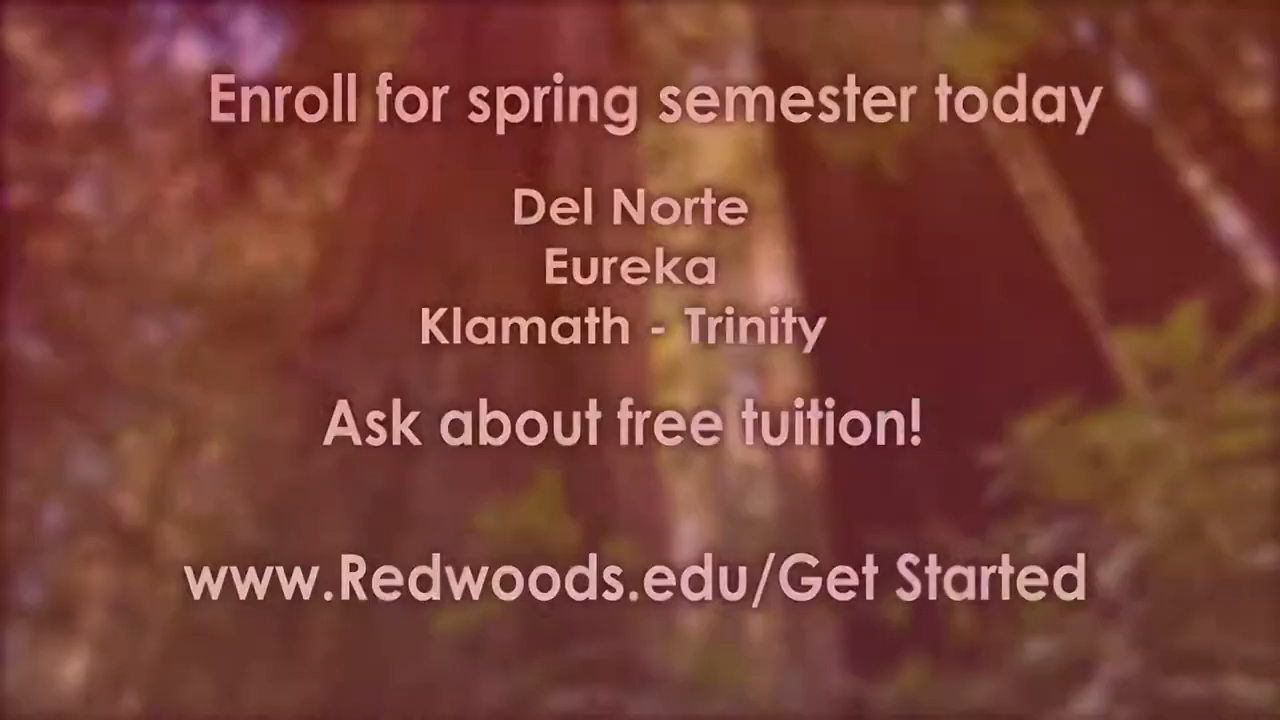 Enroll for spring semester today
Del Norte
Eureka
Klamath - Trinity
Ask about free tuition!
www.Redwoods.edu/Get Started